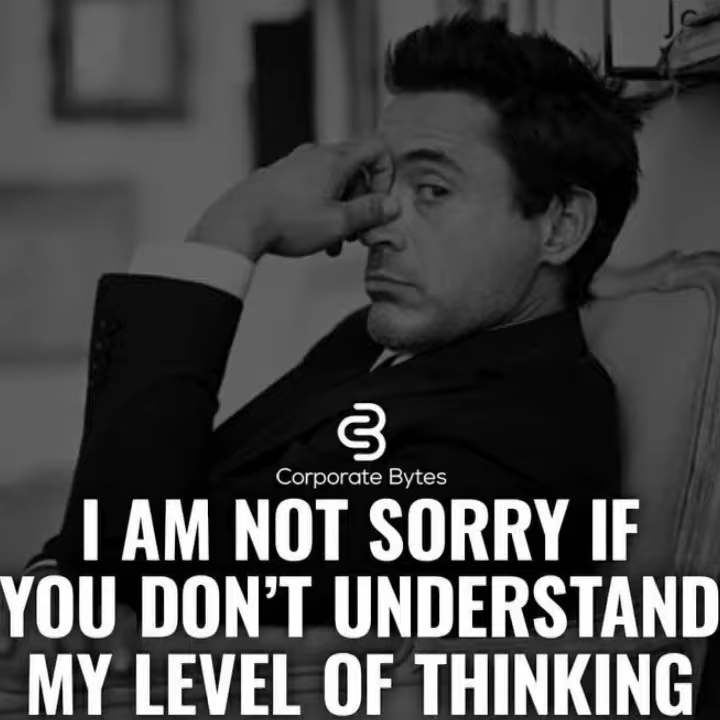 Corporate Bytes
I AM NOT SORRY IF
YOU DON’T UNDERSTAND
MY LEVEL OF THINKING